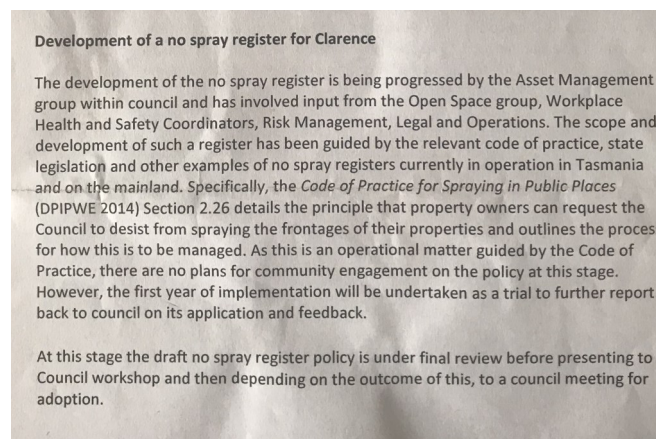 Development of a no spray register for Clarence
The development of the no spray register is being progressed by the Asset Management
group within council and has involved input from the Open Space group, Workplace
Health and Safety Coordinators, Risk Management, Legal and Operations. The scope and
development of such a register has been guided by the relevant code of practice, state
legislation and other examples of no spray registers currently in operation in Tasmania
and on the mainland. Specifically, the Code of Practice for Spraying in Public Places
(DPIPWE 2014) Section 2.26 details the principle that property owners can request the
Council to desist from spraying the frontages of their properties and outlines the proces
for how this is to be managed. As this is an operational matter guided by the Code of
Practice, there are no plans for community engagement on the policy at this stage.
However, the first year of implementation will be undertaken as a trial to further report
back to council on its application and feedback.
At this stage the draft no spray register policy is under final review before presenting to
Council workshop and then depending on the outcome of this, to a council meeting for
adoption.